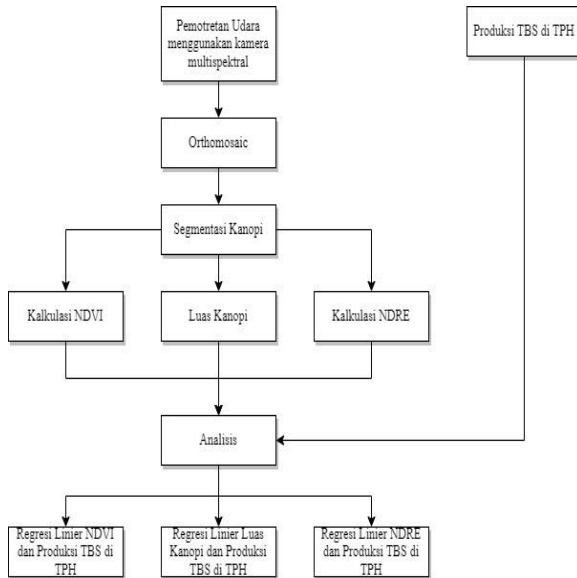 Pemotretan Udara
menggunakan kamera
multispektral
Produksi TBS di TPH
Orthomosaic
Segmentasi Kanopi
Kalkulasi NDVI
Luas Kanopi
Kalkulasi NDRE
Analisis
Regresi Linier NDVI
dan Produksi TBS di
TPH
Regresi Linier Luas
Kanopi dan Produksi
TBS di TPH
Regresi Linier NDRE
dan Produksi TBS di
TPH